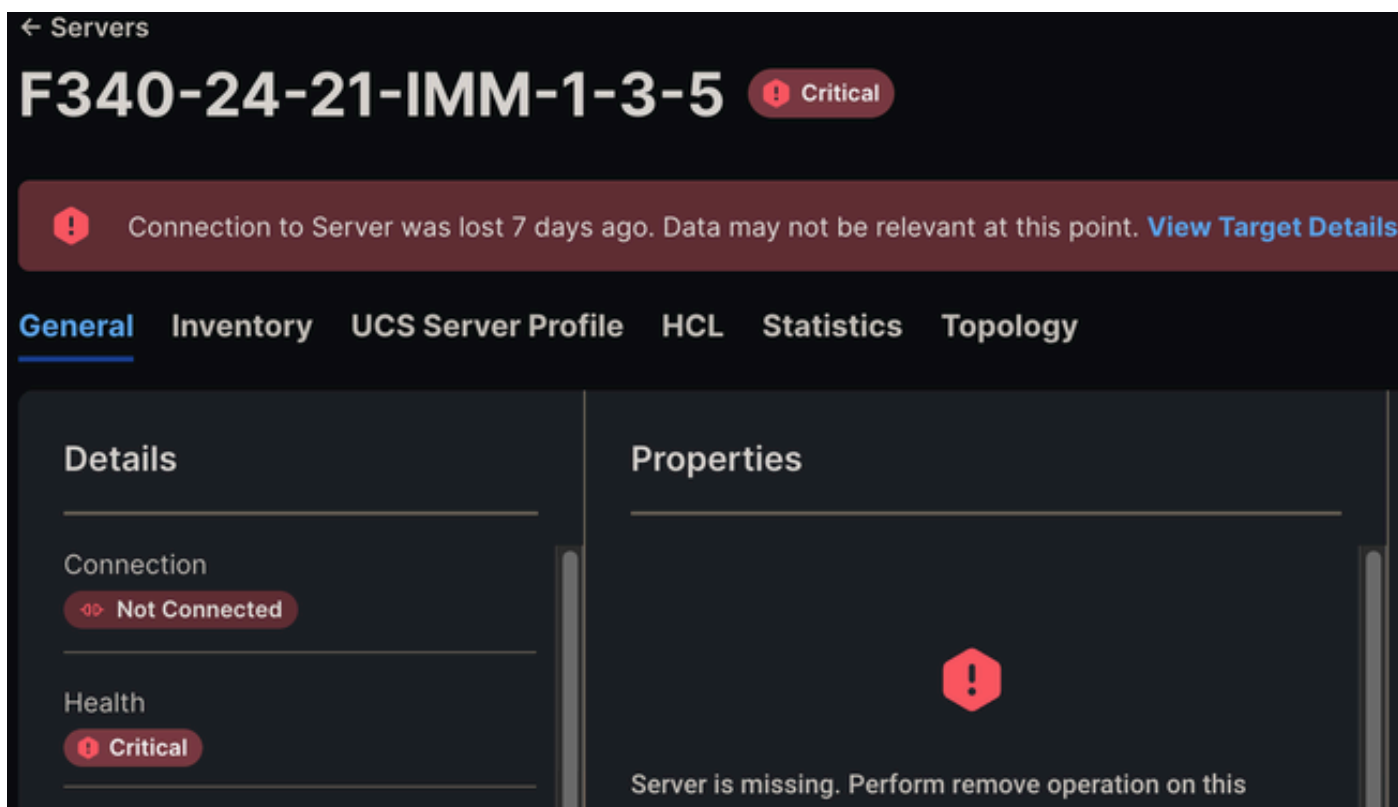 ← Servers
F340-24-21-IMM-1-3-5 Critical
Connection to Server was lost 7 days ago. Data may not be relevant at this point. View Target Details
General Inventory UCS Server Profile HCL Statistics Topology
Details
Properties
Connection
Not Connected
Health
Critical
Server is missing. Perform remove operation on this